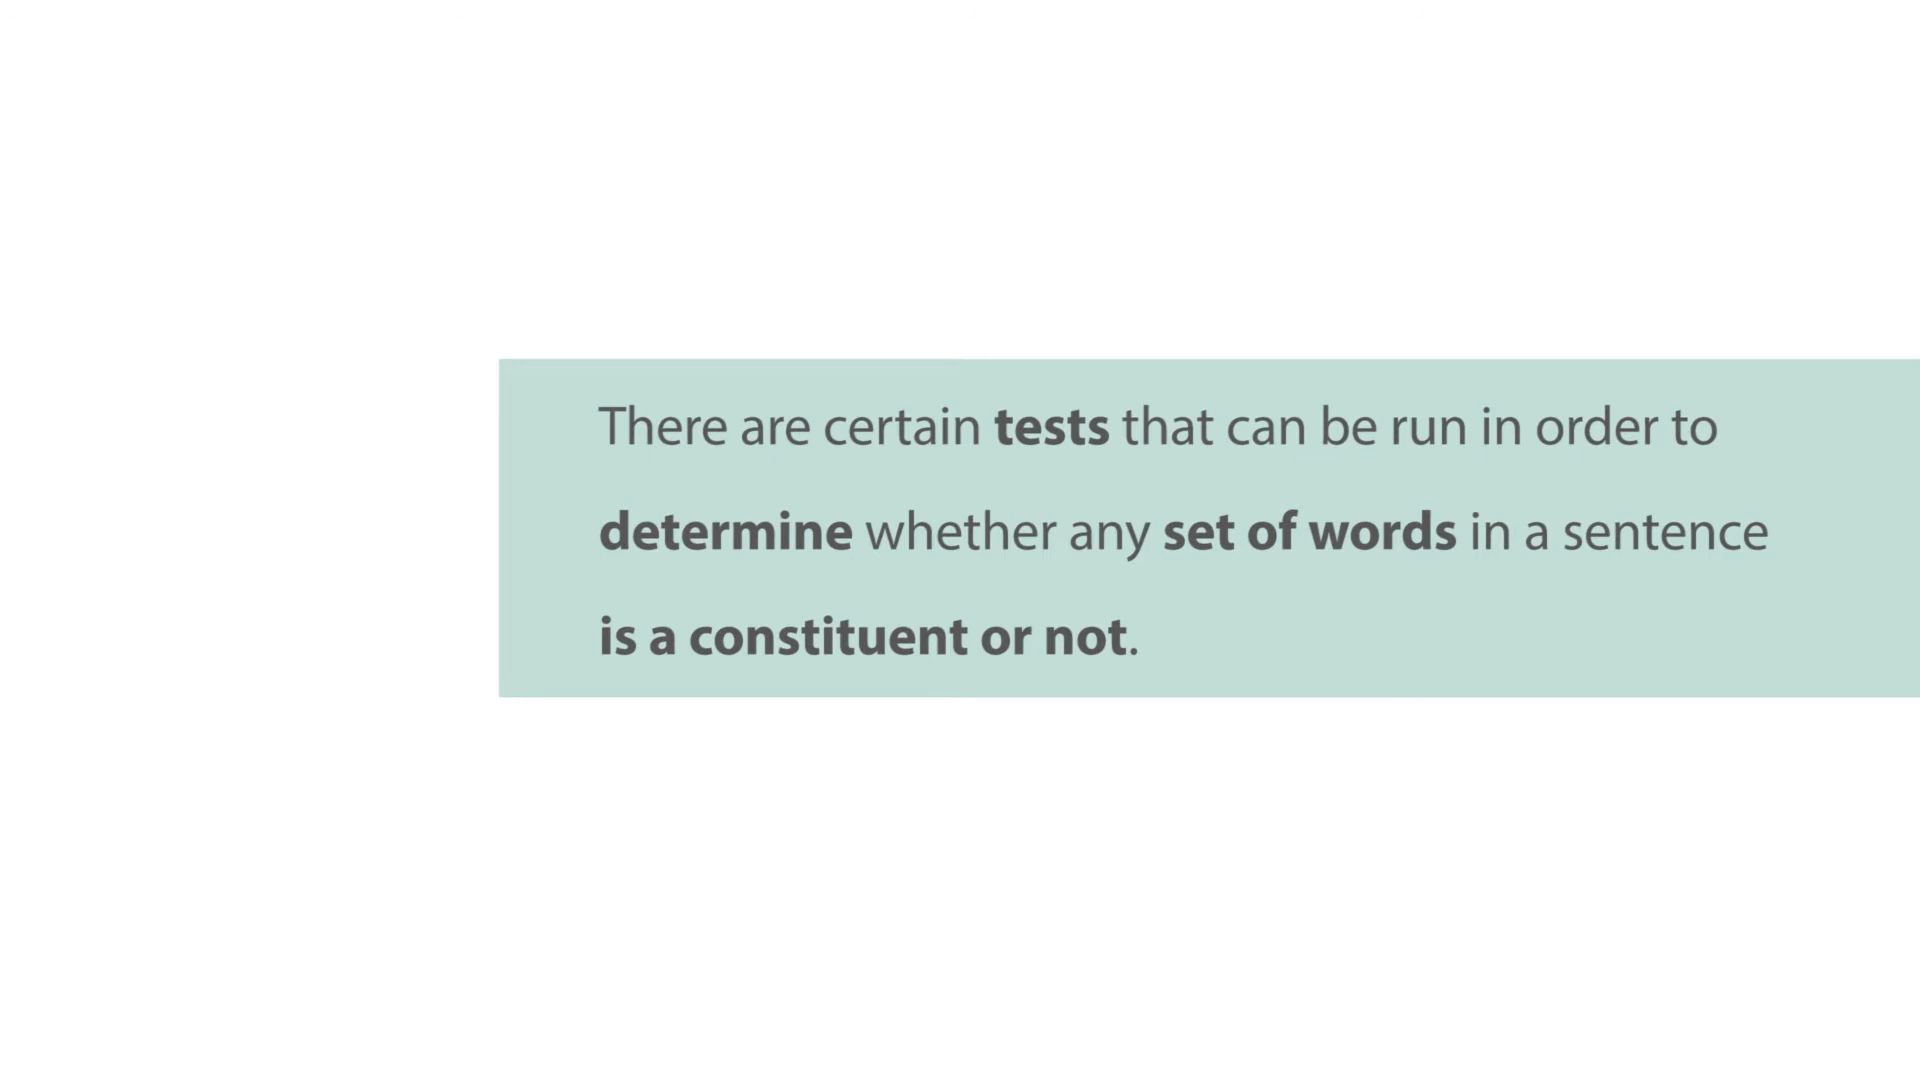 There are certain tests that can be run in order to
determine whether any set of words in a sentence
is a constituent or not.